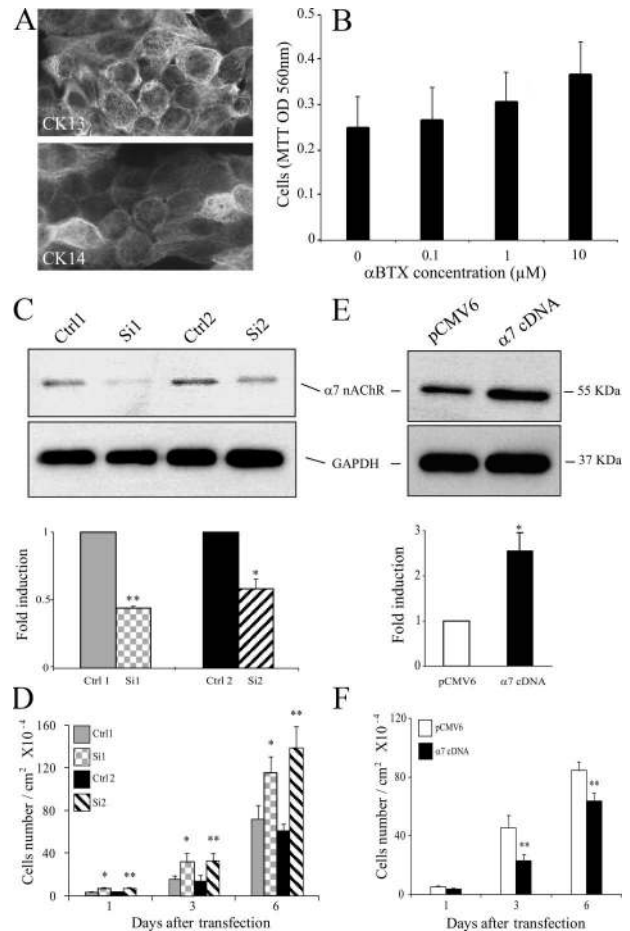 A
CK13
CK14
B
Cells (MTT OD 560nm)
0.5
0.4
0.3
0.2
0.1
0
0 0.1 1 10
αBTX concentration (µM)
C
Ctrl1 Si1 Ctrl2 Si2
α7 nAChR
GAPDH
Fold induction
1
0.5
0
** *
Ctrl 1 Si1 Ctrl 2 Si2
E
pCMV6 α7 cDNA
55 KDa
37 KDa
Fold induction
3
2
1
0
*
pCMV6 α7 cDNA
D
Cells number / cm² X10⁻⁴
160
120
80
40
0
Ctrl1
Si1
Ctrl 2
Si2
* ** * ** * **
1 3 6
Days after transfection
F
Cells number / cm² X10⁻⁴
120
80
40
0
pCMV6
α7 cDNA
** **
1 3 6
Days after transfection